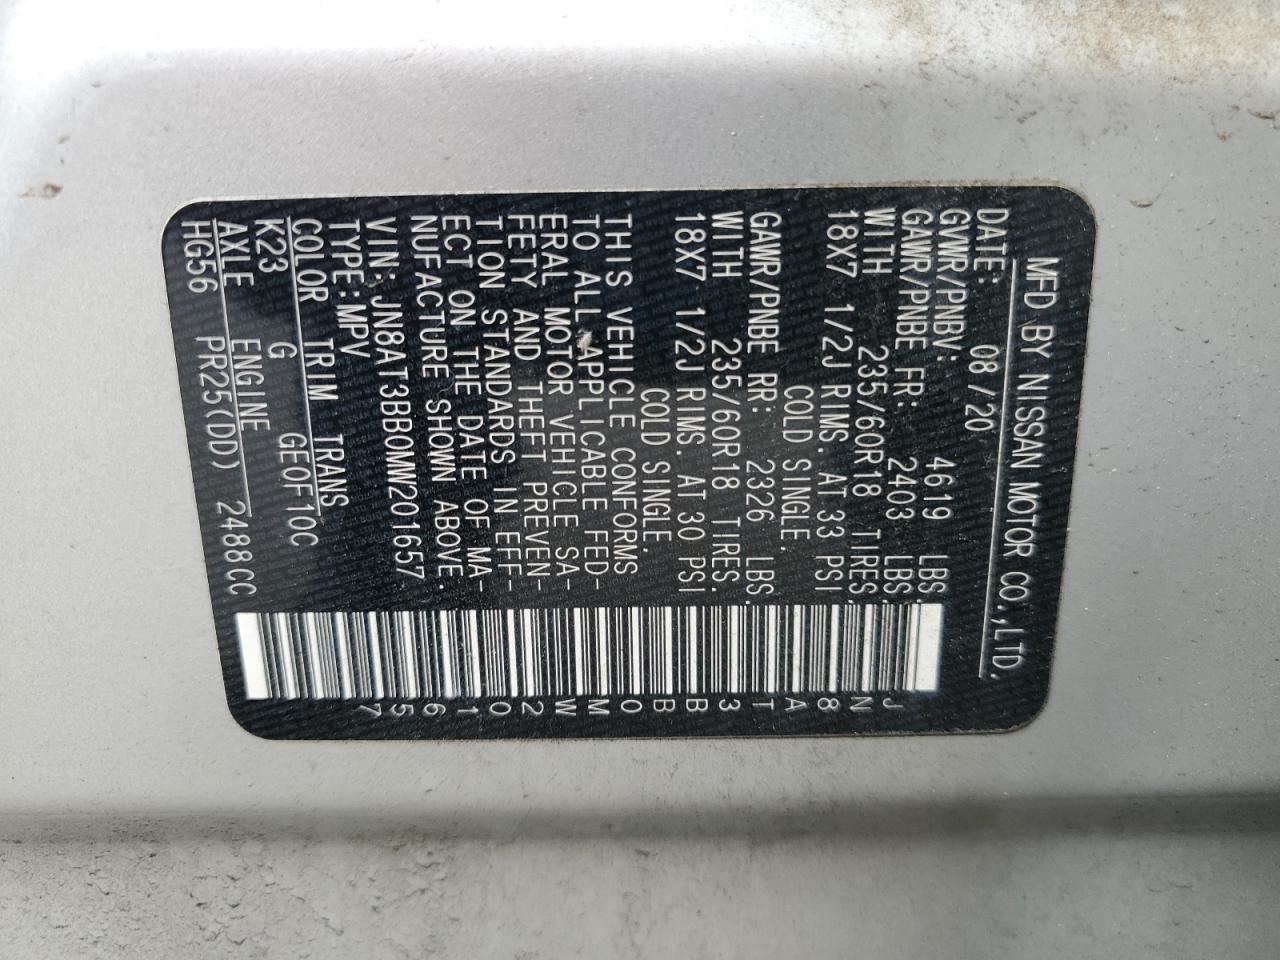 MFD BY NISSAN MOTOR CO.,LTD.
DATE: 08/20
GVWR/PNBV: 4619 LBS.
GAWR/PNBE FR: 2403 LBS.
WITH 235/60R18 TIRES,
18X7 1/2J RIMS. AT 33 PSI
COLD SINGLE.
GAWR/PNBE RR: 2326 LBS.
WITH 235/60R18 TIRES.
18X7 1/2J RIMS. AT 30 PSI
COLD SINGLE.
THIS VEHICLE CONFORMS
TO ALL APPLICABLE FED-
ERAL MOTOR VEHICLE SA-
FETY AND THEFT PREVEN-
TION STANDARDS IN EFF-
ECT ON THE DATE OF MA-
NUFACTURE SHOWN ABOVE.
VIN: JN8AT3BB0MW201657
TYPE:MPV
COLOR TRIM TRANS
K23 G GE0F10C
AXLE ENGINE
HG56 PR25(DD) 2488CC
JN8AT3BB0MW201657